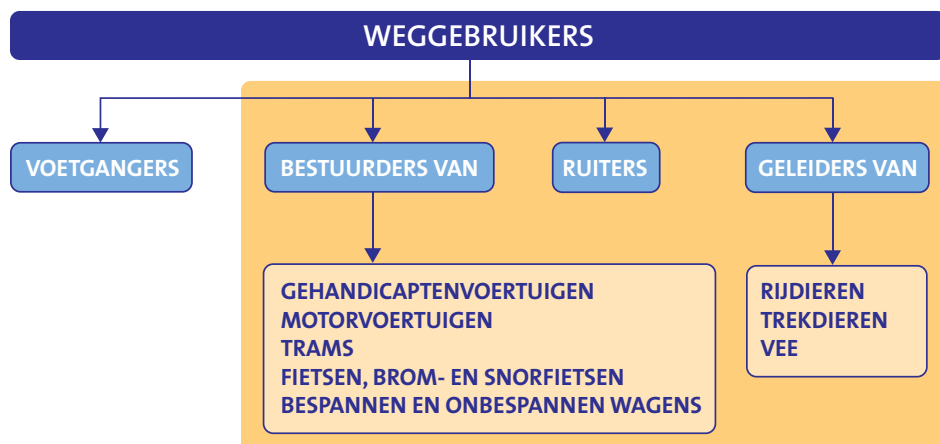 WEGGEBRUIKERS
VOETGANGERS
BESTUURDERS VAN
RUITERS
GELEIDERS VAN
GEHANDICAPTENVOERTUIGEN
MOTORVOERTUIGEN
TRAMS
FIETSEN, BROM- EN SNORFIETSEN
BESPANNEN EN ONBESPANNEN WAGENS
RIJDIEREN
TREKDIEREN
VEE